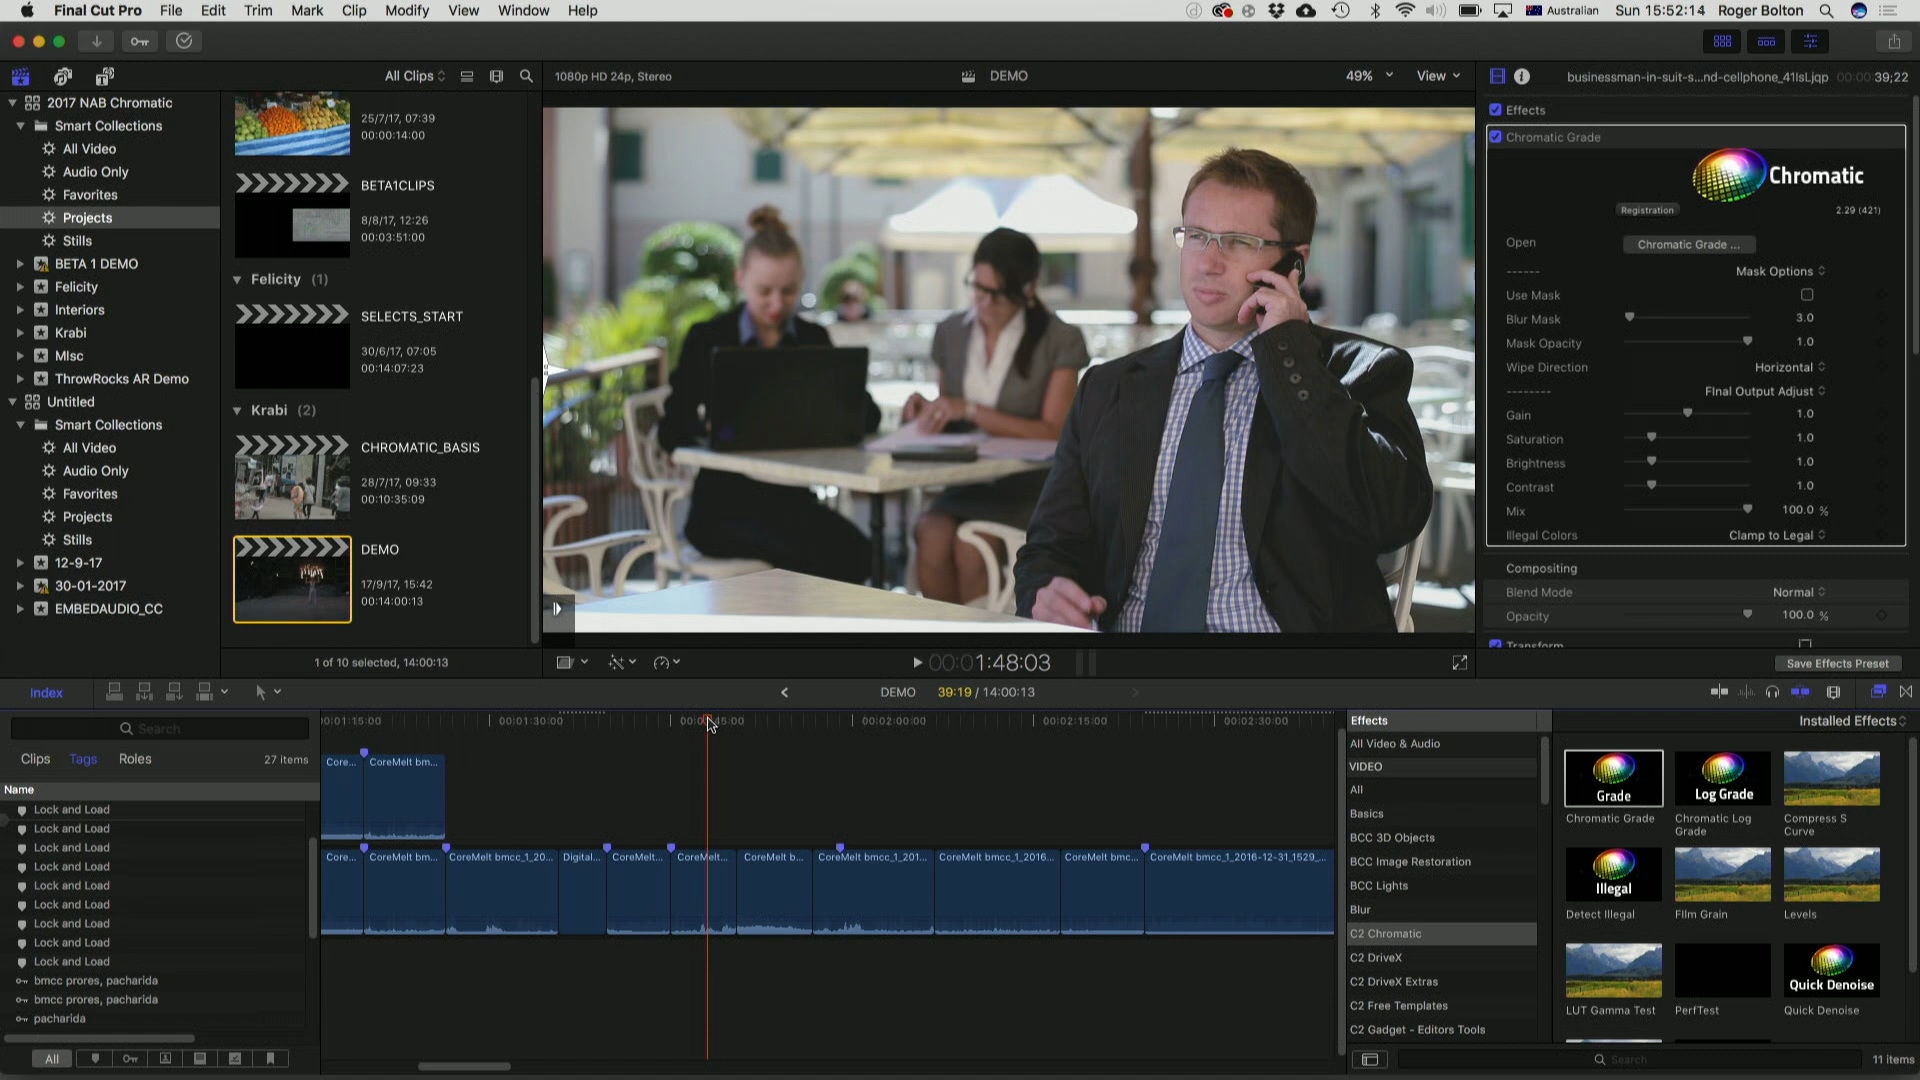 Final Cut Pro File Edit Trim Mark Clip Modify View Window Help
Australian Sun 15:52:14 Roger Bolton
All Clips
1080p HD 24p, Stereo
DEMO
49% View
businessman-in-suit-s...nd-cellphone_41lsLjqp 00:00:39;22
2017 NAB Chromatic
Smart Collections
All Video
Audio Only
Favorites
Projects
Stills
BETA 1 DEMO
Felicity
Interiors
Krabi
MIsc
ThrowRocks AR Demo
Untitled
Smart Collections
All Video
Audio Only
Favorites
Projects
Stills
12-9-17
30-01-2017
EMBEDAUDIO_CC
25/7/17, 07:39
00:00:14:00
BETA1CLIPS
8/8/17, 12:26
00:03:51:00
Felicity (1)
SELECTS_START
30/6/17, 07:05
00:14:07:23
Krabi (2)
CHROMATIC_BASIS
28/7/17, 09:33
00:10:35:09
DEMO
17/9/17, 15:42
00:14:00:13
1 of 10 selected, 14:00:13
00:01:48:03
Effects
Chromatic Grade
Chromatic
Registration
2.29 (421)
Open Chromatic Grade ...
------ Mask Options
Use Mask
Blur Mask 3.0
Mask Opacity 1.0
Wipe Direction Horizontal
-------- FInal Output Adjust
Gain 1.0
Saturation 1.0
Brightness 1.0
Contrast 1.0
Mix 100.0 %
Illegal Colors Clamp to Legal
Compositing
Blend Mode Normal
Opacity 100.0 %
Transform
Save Effects Preset
Index
DEMO 39:19 / 14:00:13
Search
Clips Tags Roles 27 items
Name
Lock and Load
Lock and Load
Lock and Load
Lock and Load
Lock and Load
Lock and Load
Lock and Load
Lock and Load
Lock and Load
bmcc prores, pacharida
bmcc prores, pacharida
pacharida
All
00:01:15:00 00:01:30:00 00:01:45:00 00:02:00:00 00:02:15:00 00:02:30:00
Core... CoreMelt bm...
Core... CoreMelt bm... CoreMelt bmcc_1_20... Digital... CoreMelt... CoreMelt... CoreMelt b... CoreMelt bmcc_1_201... CoreMelt bmcc_1_2016... CoreMelt bmc... CoreMelt bmcc_1_2016-12-31_1529_...
Effects
All Video & Audio
VIDEO
All
Basics
BCC 3D Objects
BCC Image Restoration
BCC Lights
Blur
C2 Chromatic
C2 DriveX
C2 DriveX Extras
C2 Free Templates
C2 Gadget - Editors Tools
Installed Effects
Grade
Chromatic Grade
Log Grade
Chromatic Log Grade
Compress S Curve
Illegal
Detect Illegal
FIlm Grain
Levels
LUT Gamma Test
PerfTest
Quick Denoise
Quick Denoise
Search
11 items